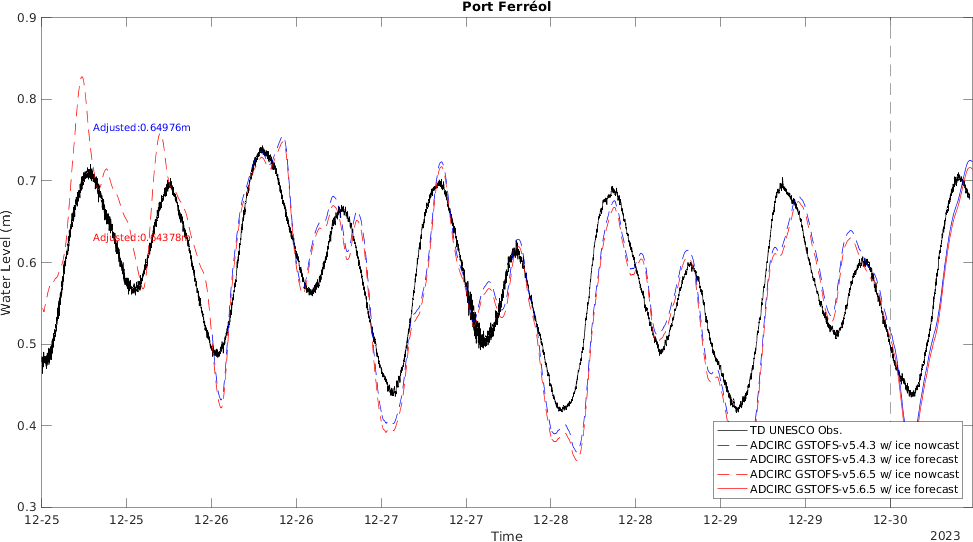 Port Ferréol
0.9
0.8
0.7
0.6
0.5
0.4
0.3
Water Level (m)
Adjusted:0.64976m
Adjusted:0.64378m
TD UNESCO Obs.
ADCIRC GSTOFS-v5.4.3 w/ ice nowcast
ADCIRC GSTOFS-v5.4.3 w/ ice forecast
ADCIRC GSTOFS-v5.6.5 w/ ice nowcast
ADCIRC GSTOFS-v5.6.5 w/ ice forecast
12-25 12-25 12-26 12-26 12-27 12-27 12-28 12-28 12-29 12-29 12-30
Time
2023